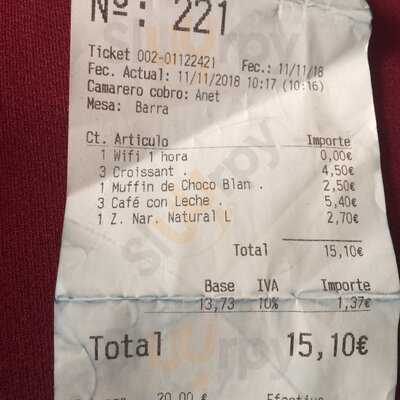 Nº: 221
Ticket 002-01122421 Fec.: 11/11/18
Fec. Actual: 11/11/2018 10:17 (10:16)
Camarero cobro: Anet
Mesa: Barra
Ct. Articulo Importe
1 Wifi 1 hora 0,00€
3 Croissant . 4,50€
1 Muffin de Choco Blan . 2,50€
3 Café con Leche . 5,40€
1 Z. Nar. Natural L 2,70€
Total 15,10€
Base IVA Importe
13,73 10% 1,37€
Total 15,10€
20,00 €